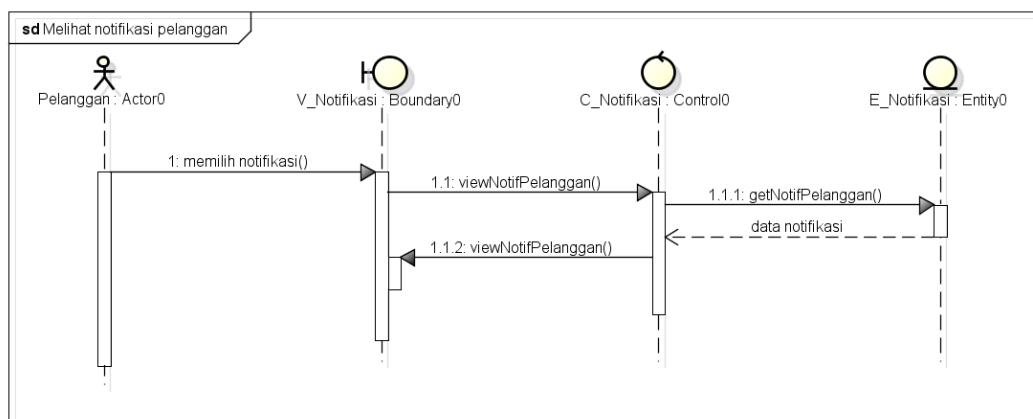 sd Melihat notifikasi pelanggan
Pelanggan : Actor0
V_Notifikasi : Boundary0
C_Notifikasi : Control0
E_Notifikasi : Entity0
1: memilih notifikasi()
1.1: viewNotifPelanggan()
1.1.1: getNotifPelanggan()
data notifikasi
1.1.2: viewNotifPelanggan()